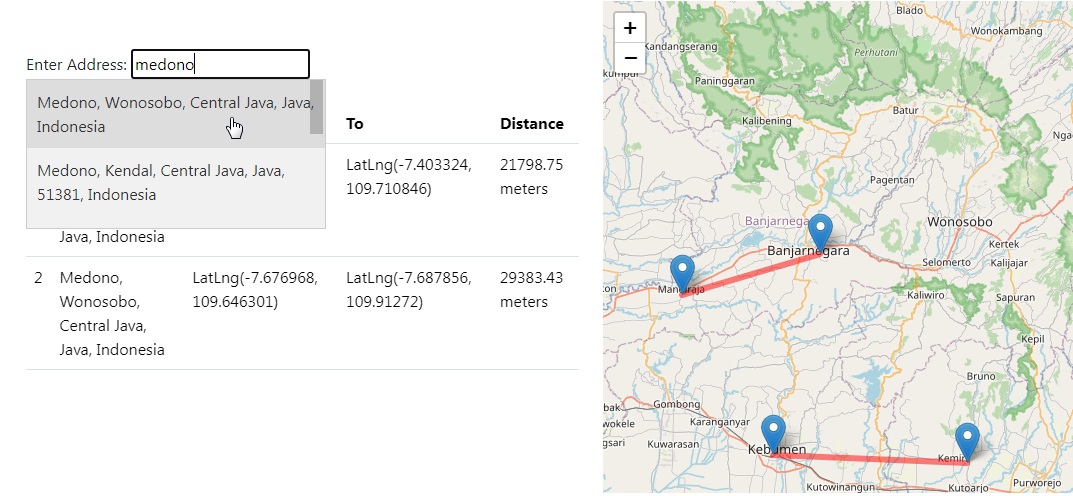 Enter Address: medono
Medono, Wonosobo, Central Java, Java,
Indonesia
Medono, Kendal, Central Java, Java,
51381, Indonesia
To
Distance
LatLng(-7.403324,
109.710846)
21798.75
meters
Java, Indonesia
2
Medono,
Wonosobo,
Central Java,
Java, Indonesia
LatLng(-7.676968,
109.646301)
LatLng(-7.687856,
109.91272)
29383.43
meters
+
−
Blado
Wonokambang
Kandangserang
Perhutani
Paninggaran
Batur
Kalibening
Pagentan
Banjarnega
Wonosobo
Banjarnegara
Kertek
Selomerto
Kalijajar
Kaliwiro
Sapuran
Kepil
Bruno
Gombong
Karanganyar
Kuwarasan
Kebumen
Kutowinangun
Kutoarjo
Purworejo